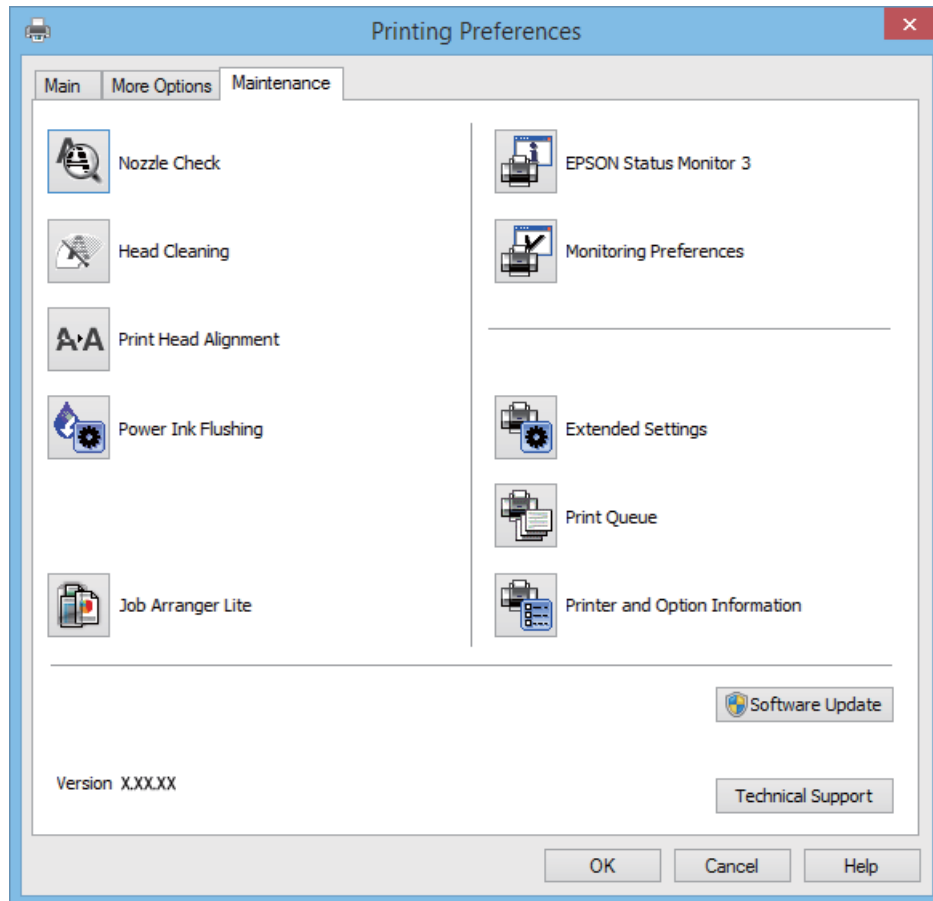 Printing Preferences
Main
More Options
Maintenance
Nozzle Check
Head Cleaning
Print Head Alignment
Power Ink Flushing
Job Arranger Lite
EPSON Status Monitor 3
Monitoring Preferences
Extended Settings
Print Queue
Printer and Option Information
Software Update
Version X.XX.XX
Technical Support
OK
Cancel
Help